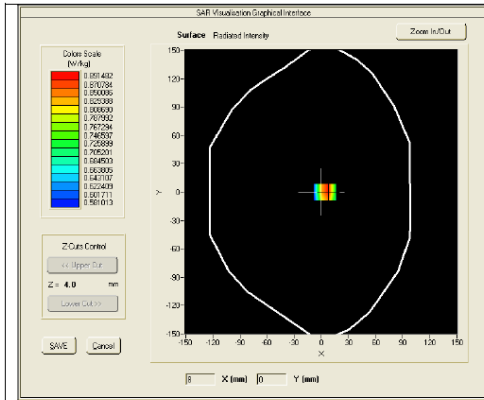 SAR Visualisation Graphical Interface
Surface Radiated Intensity
Zoom In/Out
Colors Scale
(W/kg)
0.891482
0.870784
0.850086
0.829388
0.808690
0.787992
0.767294
0.746597
0.725899
0.705201
0.684503
0.663805
0.643107
0.622409
0.601711
0.581013
Z-Cuts Control
<< Upper Cut
Z = 4.0 mm
Lower Cut >>
SAVE
Cancel
150
120
90
60
30
0
-30
-60
-90
-120
-150
Y
-150 -120 -90 -60 -30 0 30 60 90 120 150
X
8 X (mm) 0 Y (mm)